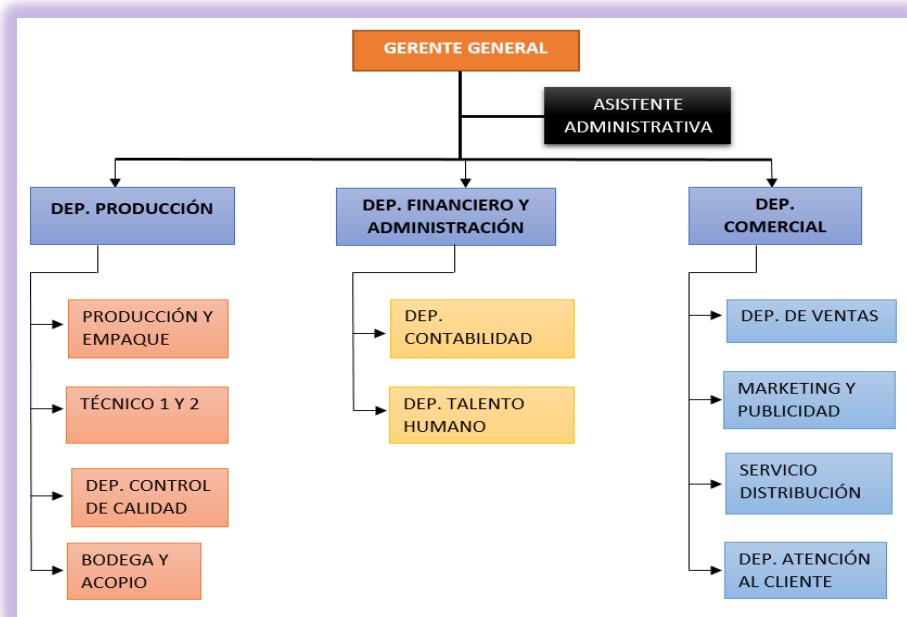 GERENTE GENERAL
ASISTENTE
ADMINISTRATIVA
DEP. PRODUCCIÓN
DEP. FINANCIERO Y
ADMINISTRACIÓN
DEP.
COMERCIAL
PRODUCCIÓN Y
EMPAQUE
TÉCNICO 1 Y 2
DEP. CONTROL
DE CALIDAD
BODEGA Y
ACOPIO
DEP.
CONTABILIDAD
DEP. TALENTO
HUMANO
DEP. DE VENTAS
MARKETING Y
PUBLICIDAD
SERVICIO
DISTRIBUCIÓN
DEP. ATENCIÓN
AL CLIENTE